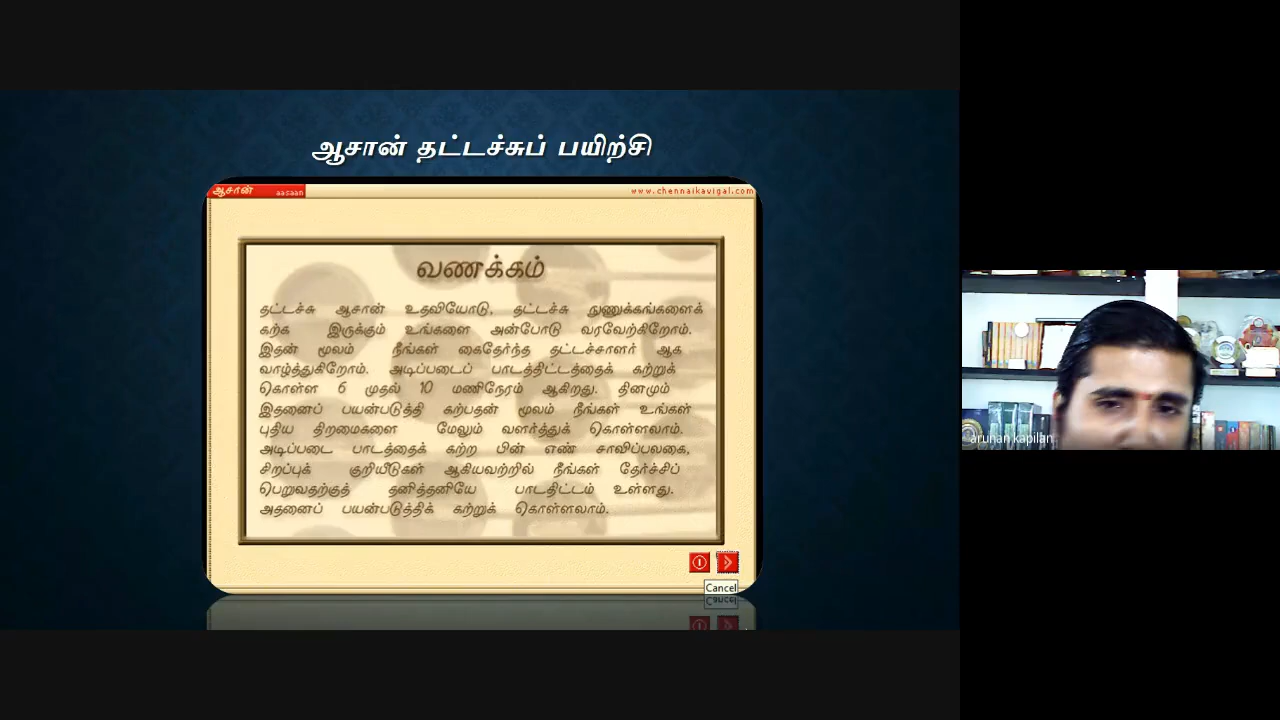 ஆசான் தட்டச்சுப் பயிற்சி
ஆசான் aasaan
www.chennaikavigal.com
வணக்கம்
தட்டச்சு ஆசான் உதவியோடு, தட்டச்சு நுணுக்கங்களைக்
கற்க இருக்கும் உங்களை அன்போடு வரவேற்கிறோம்.
இதன் மூலம் நீங்கள் கைதேர்ந்த தட்டச்சாளர் ஆக
வாழ்த்துகிறோம். அடிப்படைப் பாடத்திட்டத்தைக் கற்றுக்
கொள்ள 6 முதல் 10 மணிநேரம் ஆகிறது. தினமும்
இதனைப் பயன்படுத்தி கற்பதன் மூலம் நீங்கள் உங்கள்
புதிய திறமைகளை மேலும் வளர்த்துக் கொள்ளலாம்.
அடிப்படை பாடத்தைக் கற்ற பின் எண் சாவிப்பலகை,
சிறப்புக் குறியீடுகள் ஆகியவற்றில் நீங்கள் தேர்ச்சிப்
பெறுவதற்குத் தனித்தனியே பாடதிட்டம் உள்ளது.
அதனைப் பயன்படுத்திக் கற்றுக் கொள்ளலாம்.
Cancel
arunan kapilan